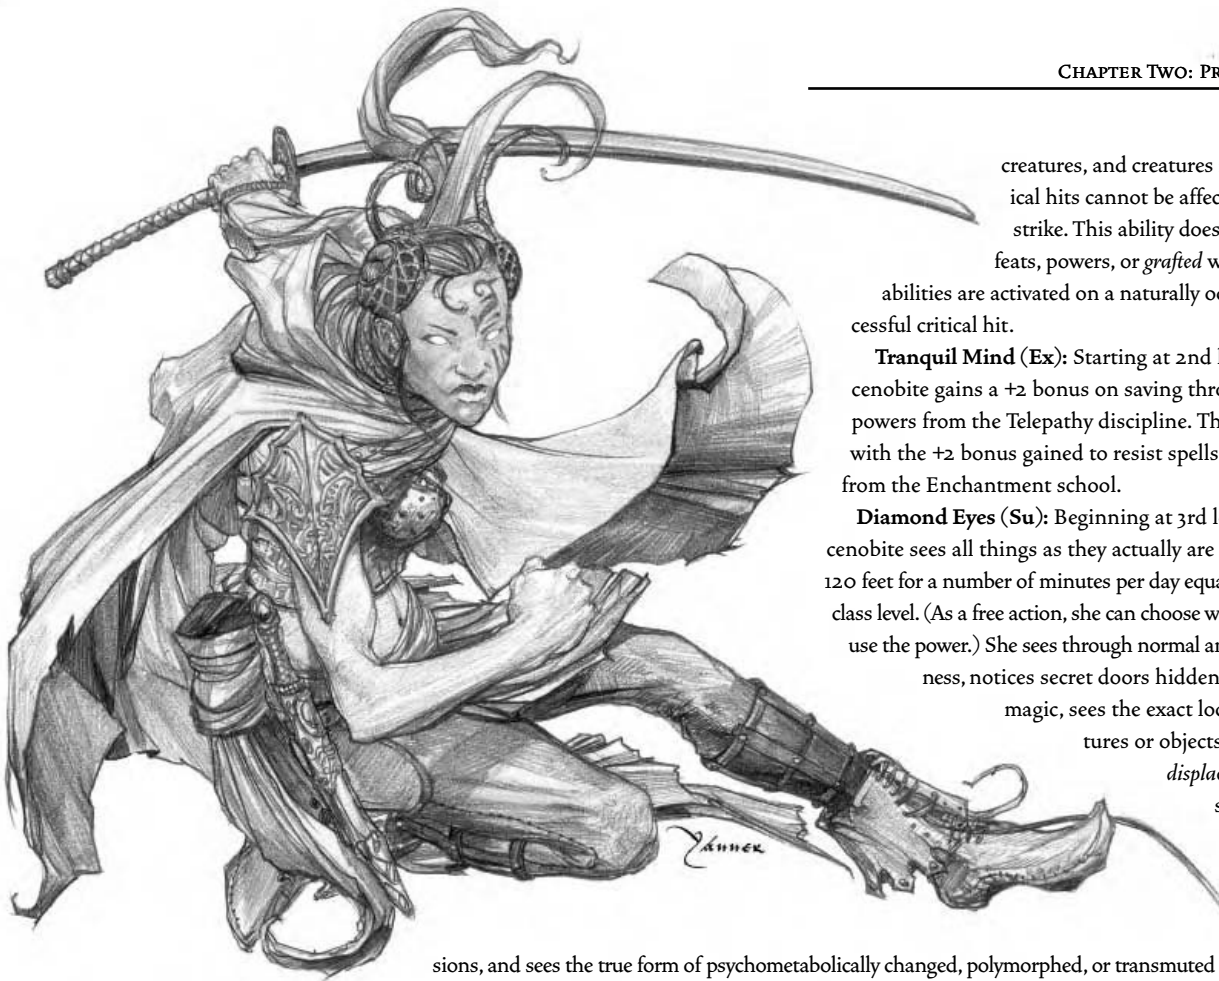 CHAPTER TWO: PR
creatures, and creatures
ical hits cannot be affec
strike. This ability does
feats, powers, or grafted w
abilities are activated on a naturally oc
cessful critical hit.
Tranquil Mind (Ex): Starting at 2nd l
cenobite gains a +2 bonus on saving thro
powers from the Telepathy discipline. Th
with the +2 bonus gained to resist spells
from the Enchantment school.
Diamond Eyes (Su): Beginning at 3rd l
cenobite sees all things as they actually are
120 feet for a number of minutes per day equa
class level. (As a free action, she can choose w
use the power.) She sees through normal an
ness, notices secret doors hidden
magic, sees the exact loc
tures or objects
displac
s
Vanner
sions, and sees the true form of psychometabolically changed, polymorphed, or transmuted